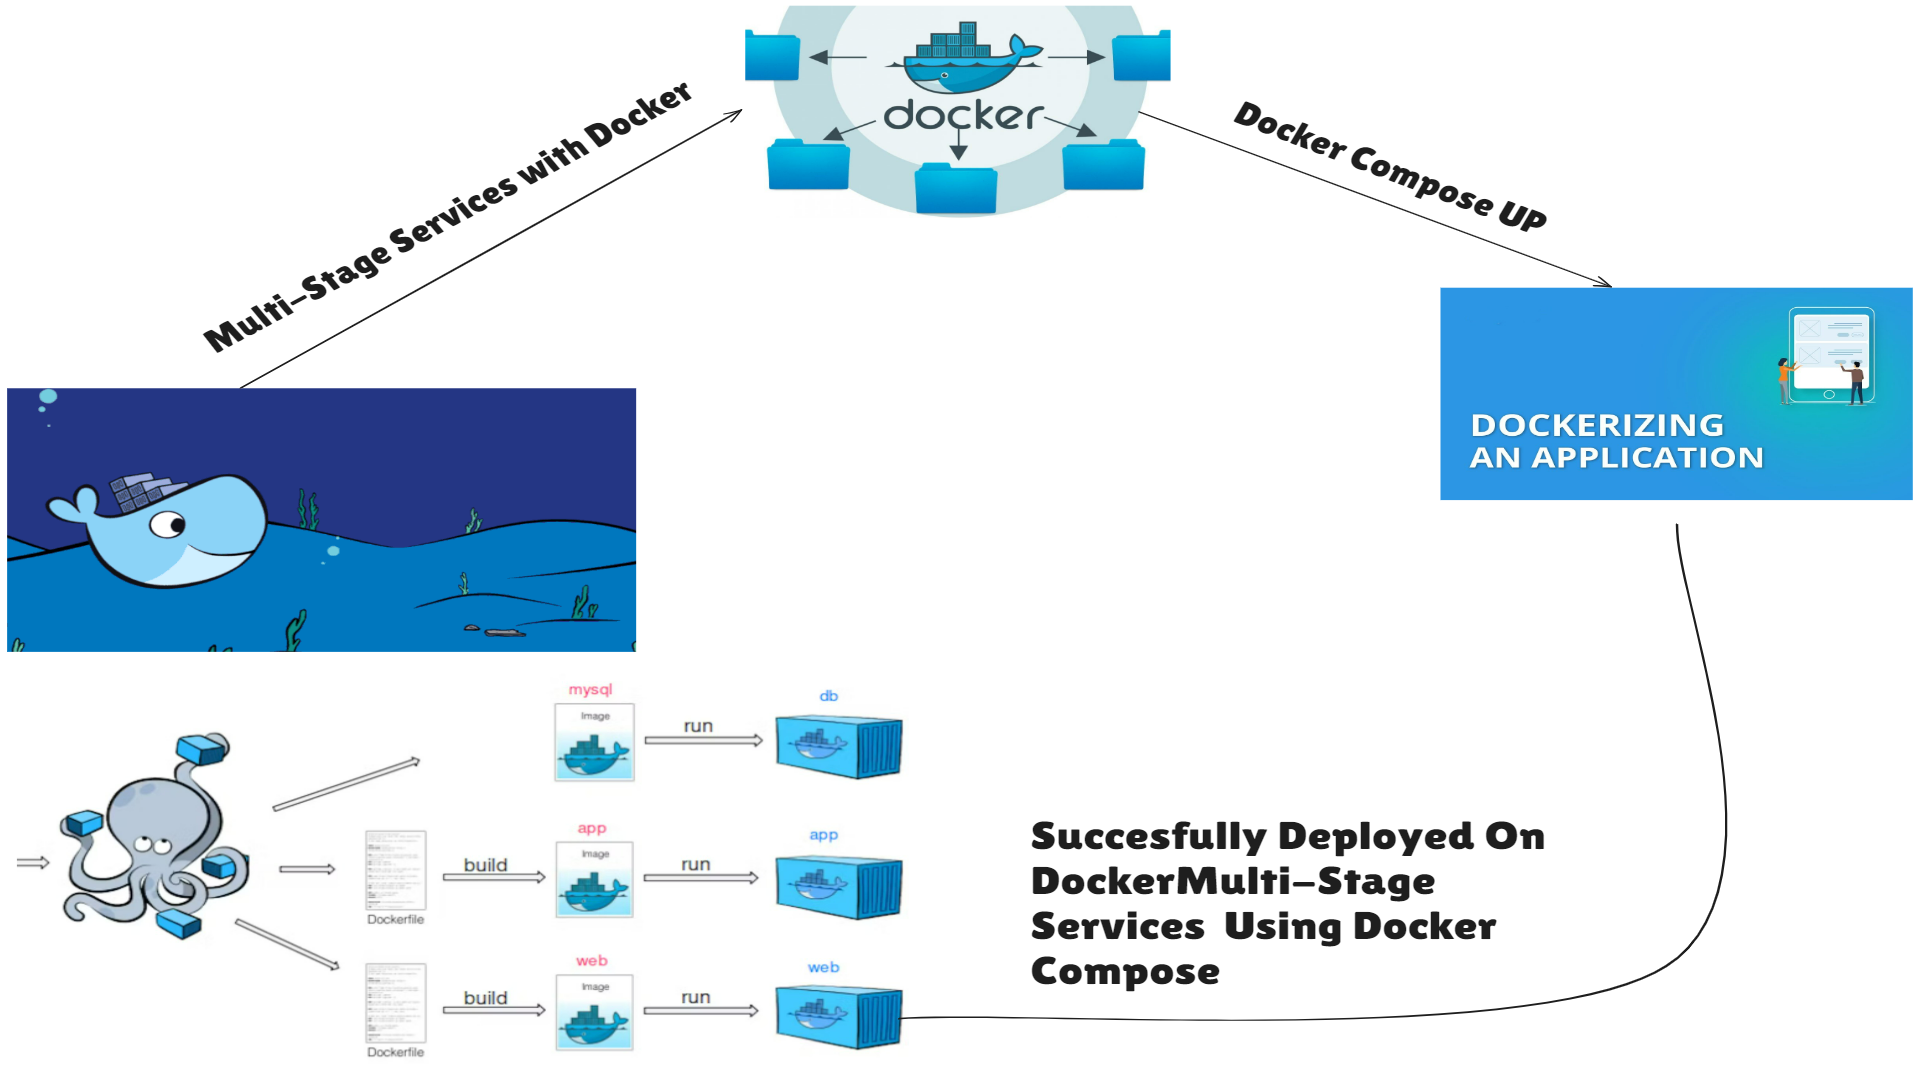 docker
Multi-Stage Services with Docker
Docker Compose UP
DOCKERIZING
AN APPLICATION
mysql
Image
run
db
app
Image
build
run
app
Dockerfile
web
Image
build
run
web
Dockerfile
Succesfully Deployed On
DockerMulti-Stage
Services Using Docker
Compose